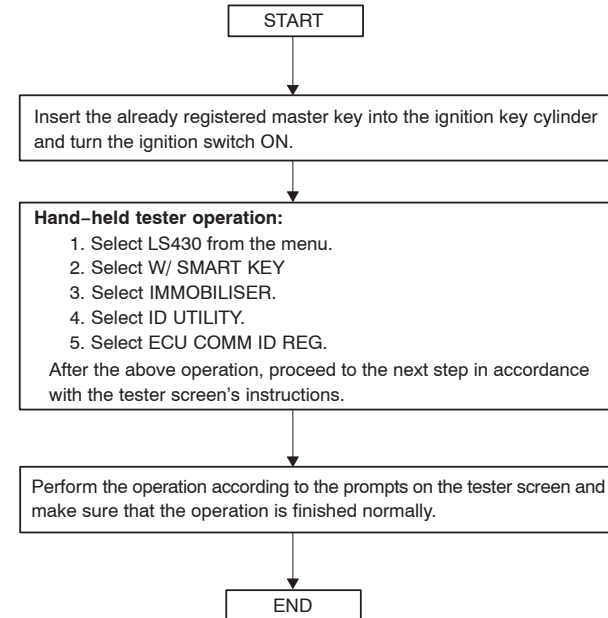 START
Insert the already registered master key into the ignition key cylinder
and turn the ignition switch ON.
Hand−held tester operation:
1. Select LS430 from the menu.
2. Select W/ SMART KEY
3. Select IMMOBILISER.
4. Select ID UTILITY.
5. Select ECU COMM ID REG.
After the above operation, proceed to the next step in accordance
with the tester screen's instructions.
Perform the operation according to the prompts on the tester screen and
make sure that the operation is finished normally.
END